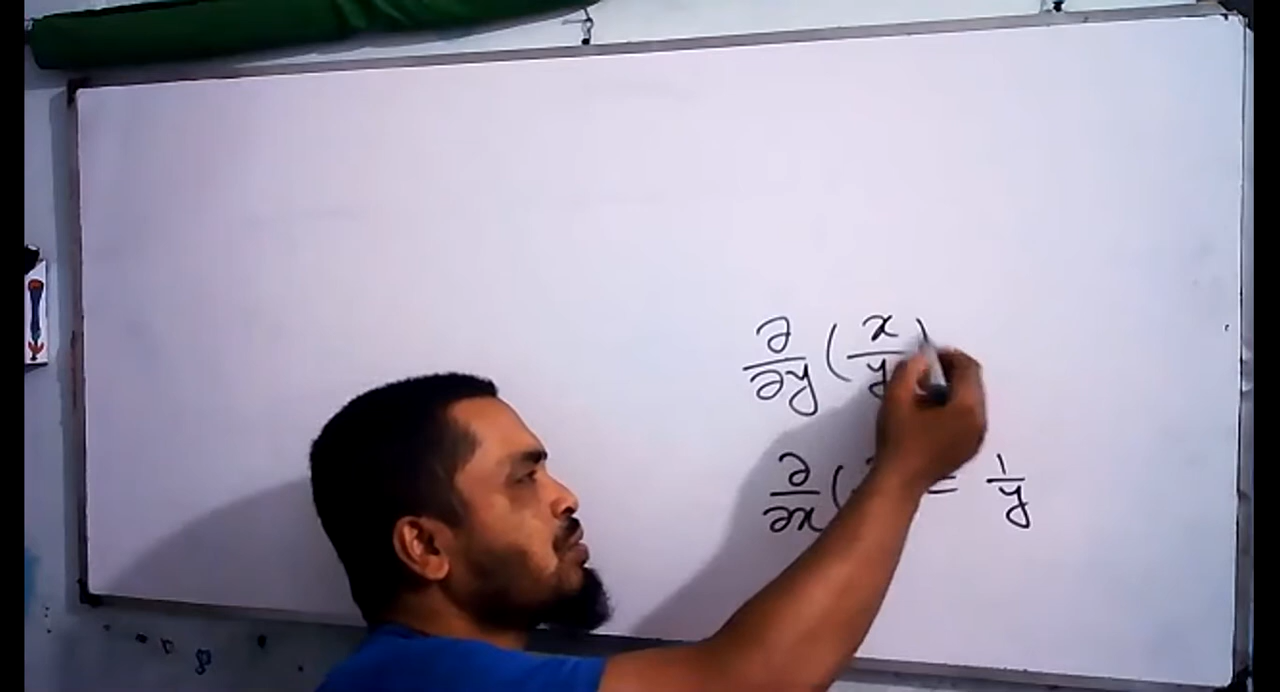 ∂/∂y (x/y)
∂/∂x ( = 1/y